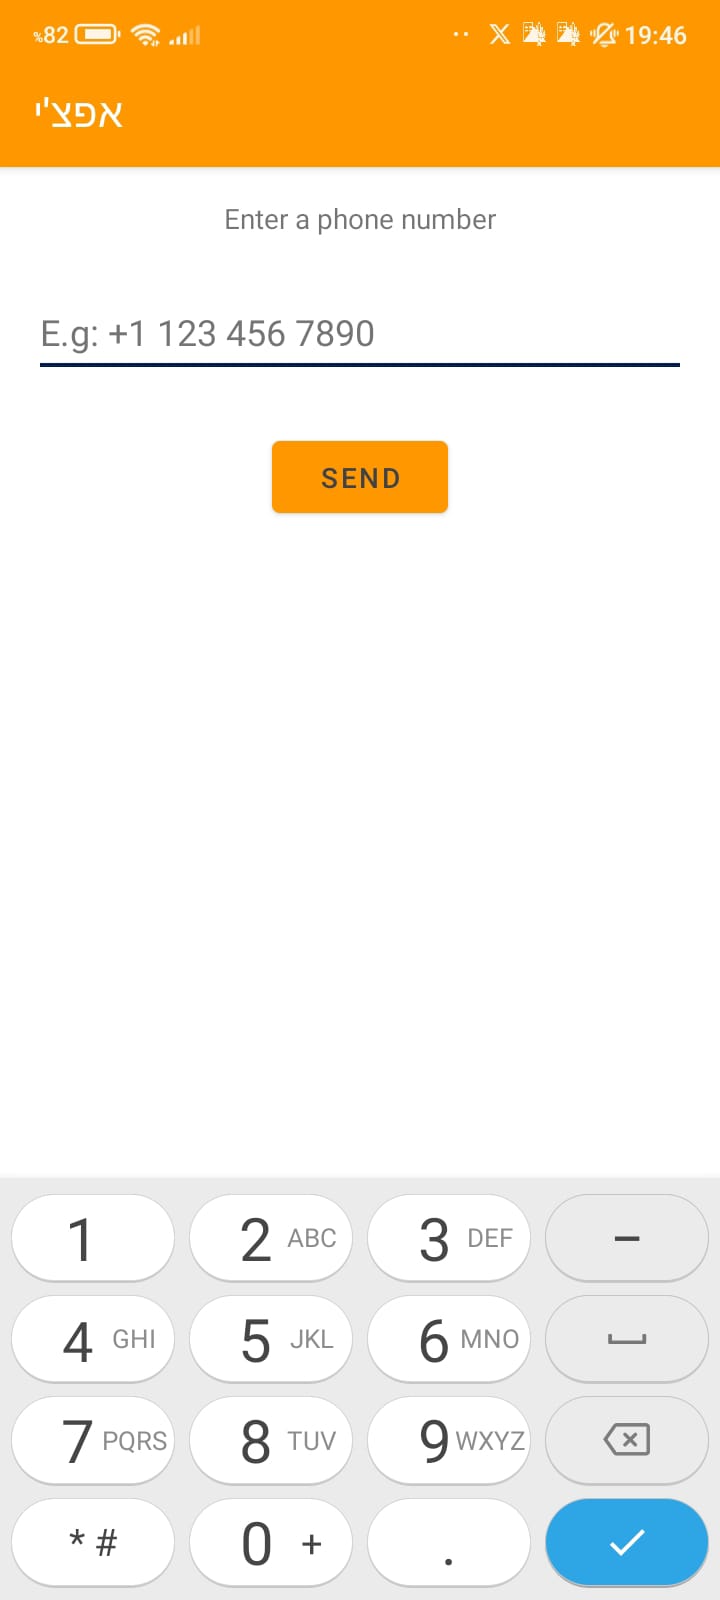 %82 19:46
אפצ'י
Enter a phone number
E.g: +1 123 456 7890
SEND
1 2 ABC 3 DEF –
4 GHI 5 JKL 6 MNO
7 PQRS 8 TUV 9 WXYZ
* # 0 + .